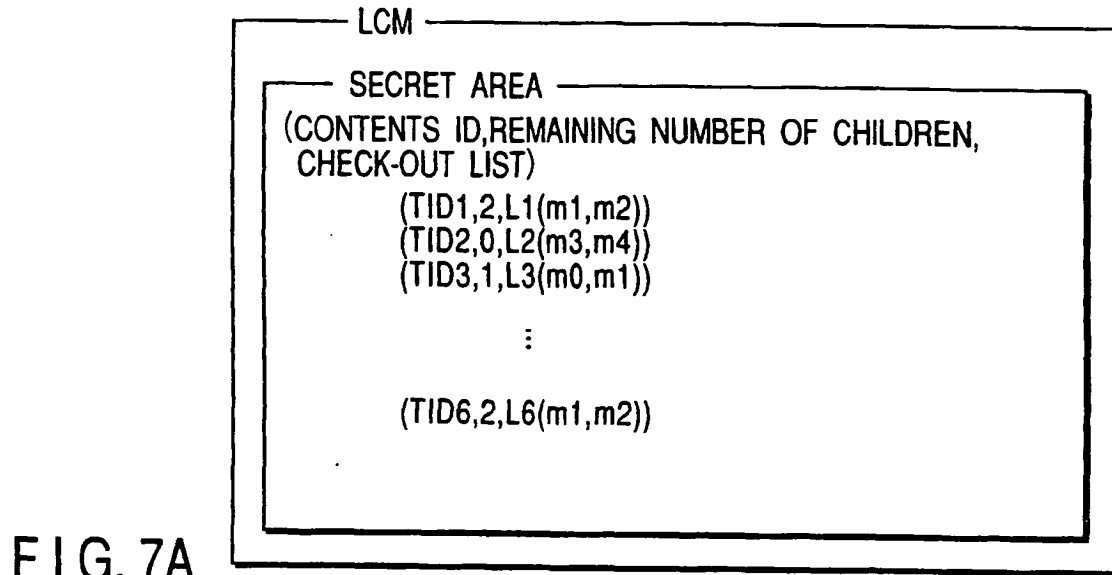 LCM
SECRET AREA
(CONTENTS ID,REMAINING NUMBER OF CHILDREN,
CHECK-OUT LIST)
(TID1,2,L1(m1,m2))
(TID2,0,L2(m3,m4))
(TID3,1,L3(m0,m1))
⋮
(TID6,2,L6(m1,m2))
FIG. 7A